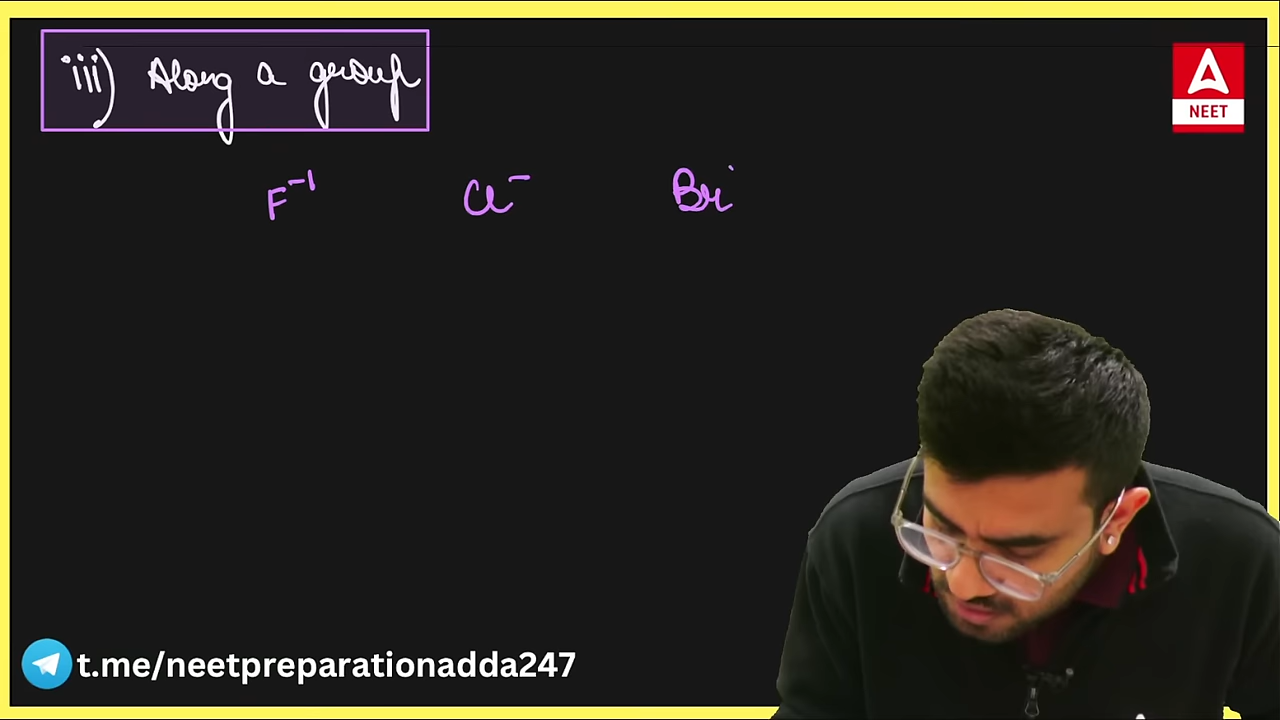 iii) Along a group
NEET
F⁻¹ Cl⁻ Br⁻
t.me/neetpreparationadda247